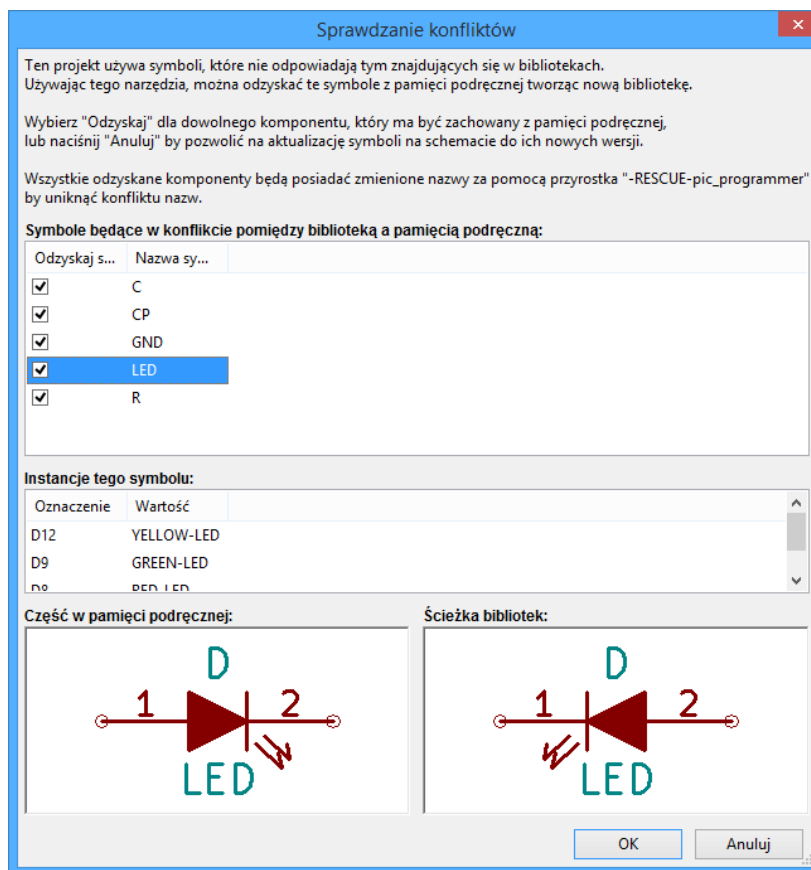 Sprawdzanie konfliktów
Ten projekt używa symboli, które nie odpowiadają tym znajdujących się w bibliotekach.
Używając tego narzędzia, można odzyskać te symbole z pamięci podręcznej tworząc nową bibliotekę.
Wybierz "Odzyskaj" dla dowolnego komponentu, który ma być zachowany z pamięci podręcznej,
lub naciśnij "Anuluj" by pozwolić na aktualizację symboli na schemacie do ich nowych wersji.
Wszystkie odzyskane komponenty będą posiadać zmienione nazwy za pomocą przyrostka "-RESCUE-pic_programmer"
by uniknąć konfliktu nazw.
Symbole będące w konflikcie pomiędzy biblioteką a pamięcią podręczną:
Odzyskaj s... Nazwa sy...
C
CP
GND
LED
R
Instancje tego symbolu:
Oznaczenie Wartość
D12 YELLOW-LED
D9 GREEN-LED
D8 RED-LED
Część w pamięci podręcznej: Ścieżka bibliotek:
D D
1 2 1 2
LED LED
OK Anuluj